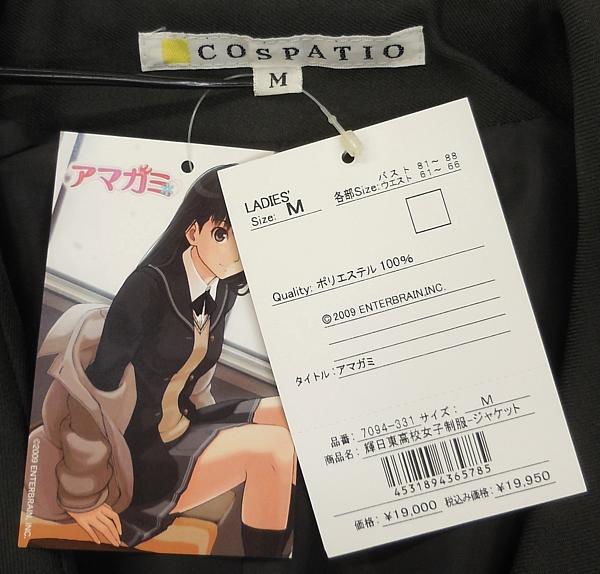 COSPATIO
M
アマガミ
©2009 ENTERBRAIN,INC.
LADIES'
Size: M
各部Size: バスト 81～ 88
ウエスト 61～ 66
Quality: ポリエステル 100%
©2009 ENTERBRAIN,INC.
タイトル：アマガミ
品番： 7094-331 サイズ： M
商品名： 輝日東高校女子制服-ジャケット
4531894365785
価格： ¥19,000 税込み価格： ¥19,950